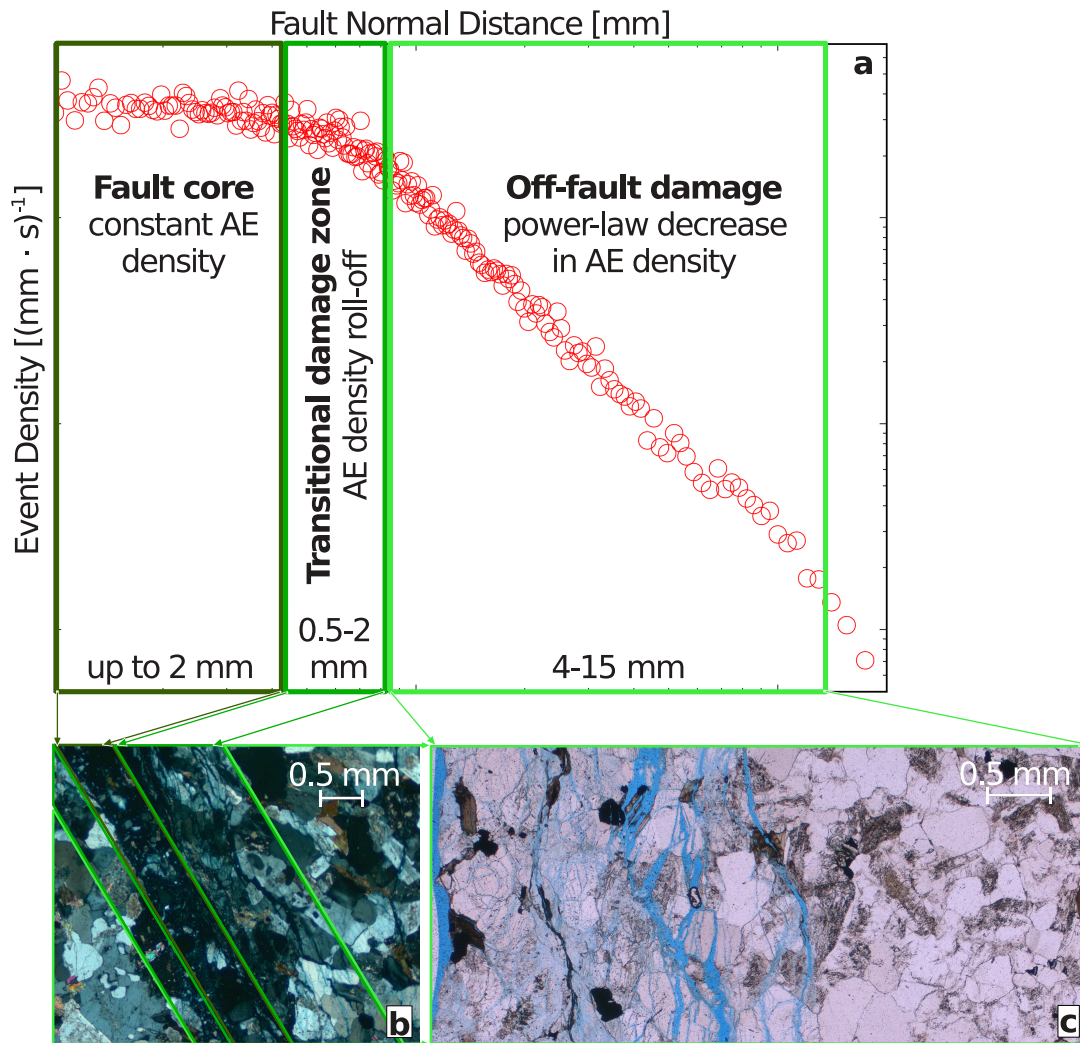 Fault Normal Distance [mm]
a
Event Density [(mm · s)⁻¹]
Fault core
constant AE
density
Transitional damage zone
AE density roll-off
Off-fault damage
power-law decrease
in AE density
up to 2 mm
0.5-2
mm
4-15 mm
0.5 mm
b
0.5 mm
c